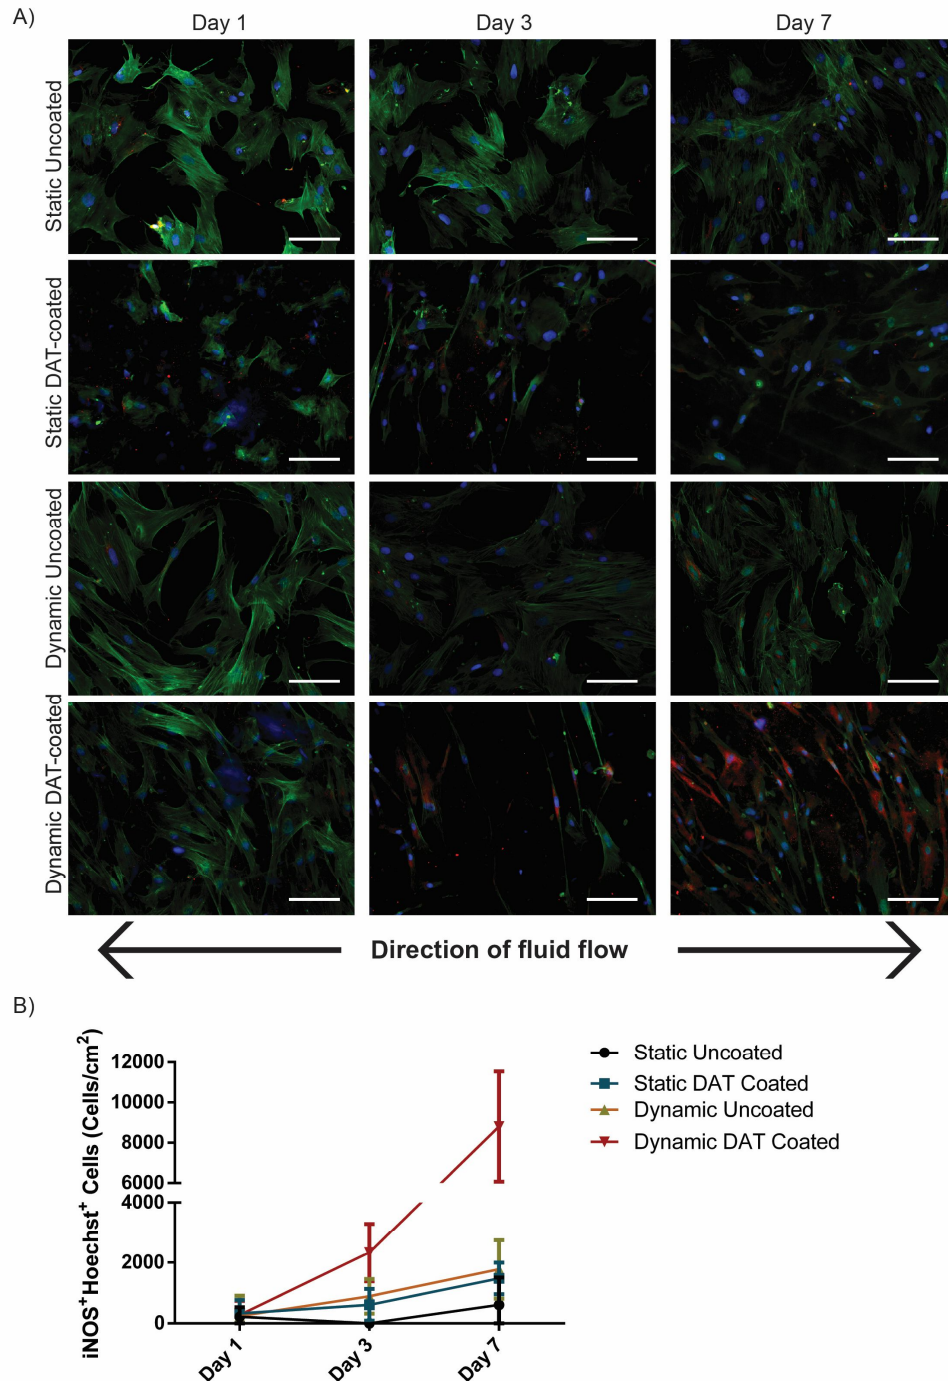 A)
Day 1
Day 3
Day 7
Static Uncoated
Static DAT-coated
Dynamic Uncoated
Dynamic DAT-coated
Direction of fluid flow
B)
iNOS⁺Hoechst⁺ Cells (Cells/cm²)
12000
10000
8000
6000
4000
2000
0
Day 1
Day 3
Day 7
Static Uncoated
Static DAT Coated
Dynamic Uncoated
Dynamic DAT Coated